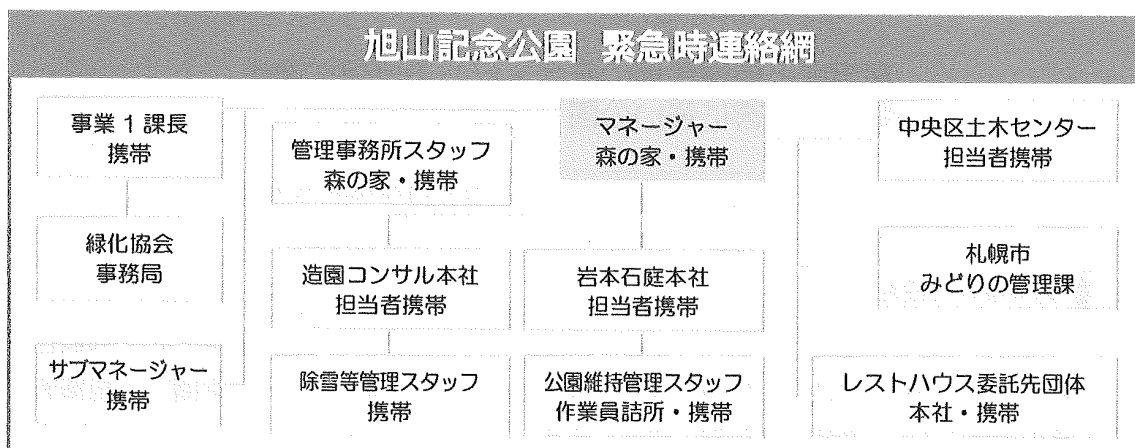 旭山記念公園 緊急時連絡網
事業1課長
携帯
管理事務所スタッフ
森の家・携帯
マネージャー
森の家・携帯
中央区土木センター
担当者携帯
緑化協会
事務局
造園コンサル本社
担当者携帯
岩本石庭本社
担当者携帯
札幌市
みどりの管理課
サブマネージャー
携帯
除雪等管理スタッフ
携帯
公園維持管理スタッフ
作業員詰所・携帯
レストハウス委託先団体
本社・携帯